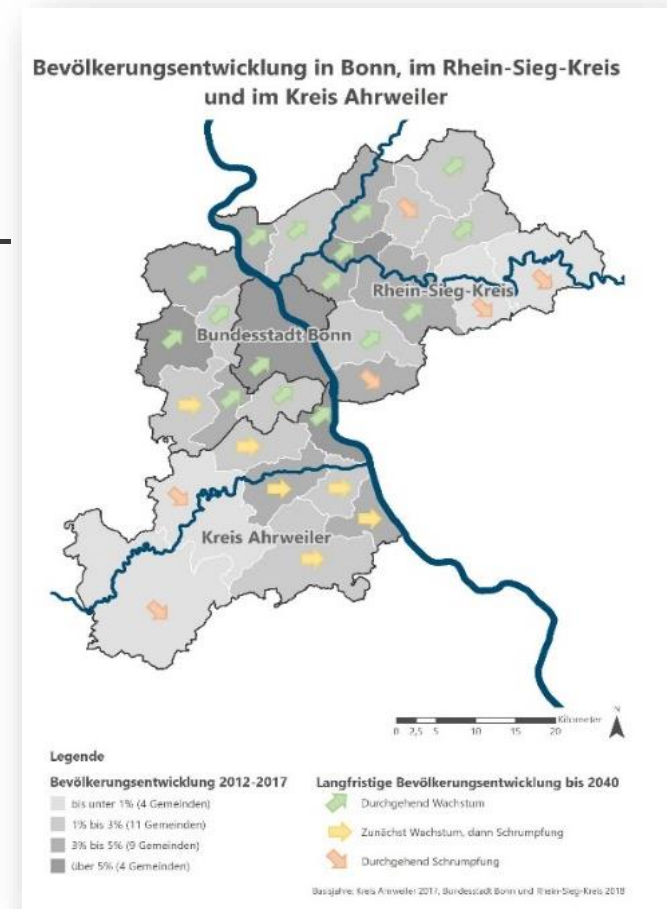 Bevölkerungsentwicklung in Bonn, im Rhein-Sieg-Kreis
und im Kreis Ahrweiler
Rhein-Sieg-Kreis
Bundesstadt Bonn
Kreis Ahrweiler
N
Kilometer
0 2,5 5 10 15 20
Legende
Bevölkerungsentwicklung 2012-2017
bis unter 1% (4 Gemeinden)
1% bis 3% (11 Gemeinden)
3% bis 5% (9 Gemeinden)
über 5% (4 Gemeinden)
Langfristige Bevölkerungsentwicklung bis 2040
Durchgehend Wachstum
Zunächst Wachstum, dann Schrumpfung
Durchgehend Schrumpfung
Basisjahre: Kreis Ahrweiler 2017, Bundesstadt Bonn und Rhein-Sieg-Kreis 2018